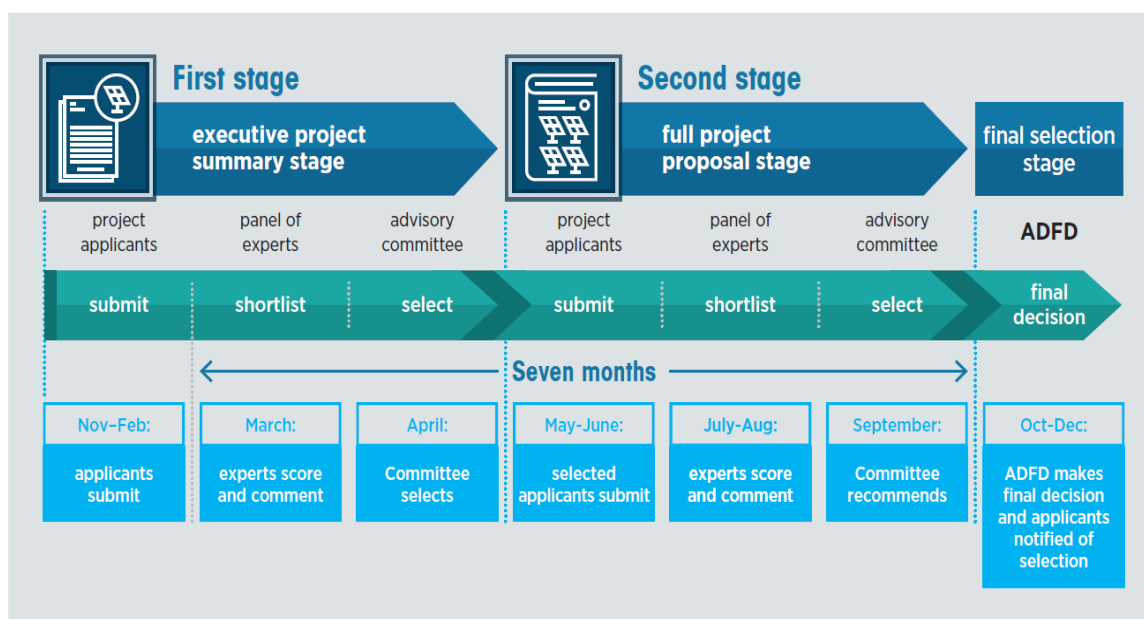 First stage
executive project
summary stage
Second stage
full project
proposal stage
final selection
stage
project
applicants
panel of
experts
advisory
committee
project
applicants
panel of
experts
advisory
committee
ADFD
submit
shortlist
select
submit
shortlist
select
final
decision
Seven months
Nov–Feb:
applicants
submit
March:
experts score
and comment
April:
Committee
selects
May-June:
selected
applicants submit
July-Aug:
experts score
and comment
September:
Committee
recommends
Oct-Dec:
ADFD makes
final decision
and applicants
notified of
selection